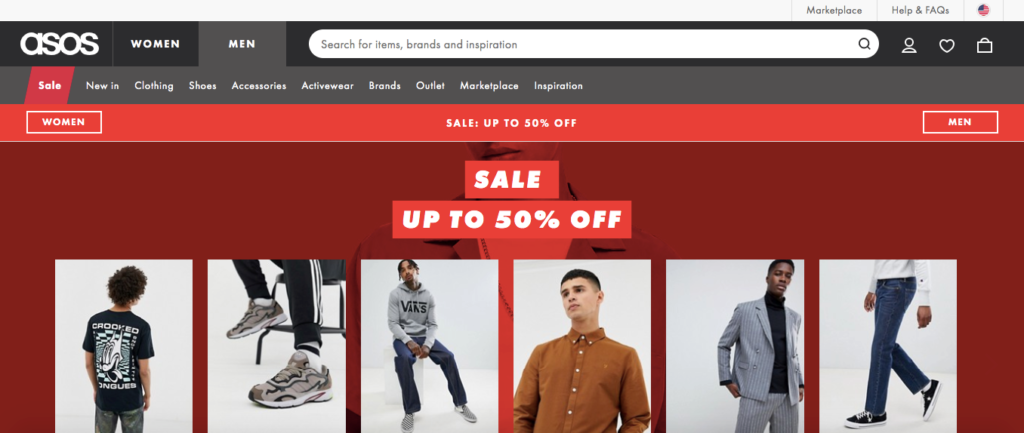 Marketplace Help & FAQs
asos WOMEN MEN Search for items, brands and inspiration
Sale New in Clothing Shoes Accessories Activewear Brands Outlet Marketplace Inspiration
WOMEN SALE: UP TO 50% OFF MEN
SALE
UP TO 50% OFF
CROOKED
TONGUES
VANS